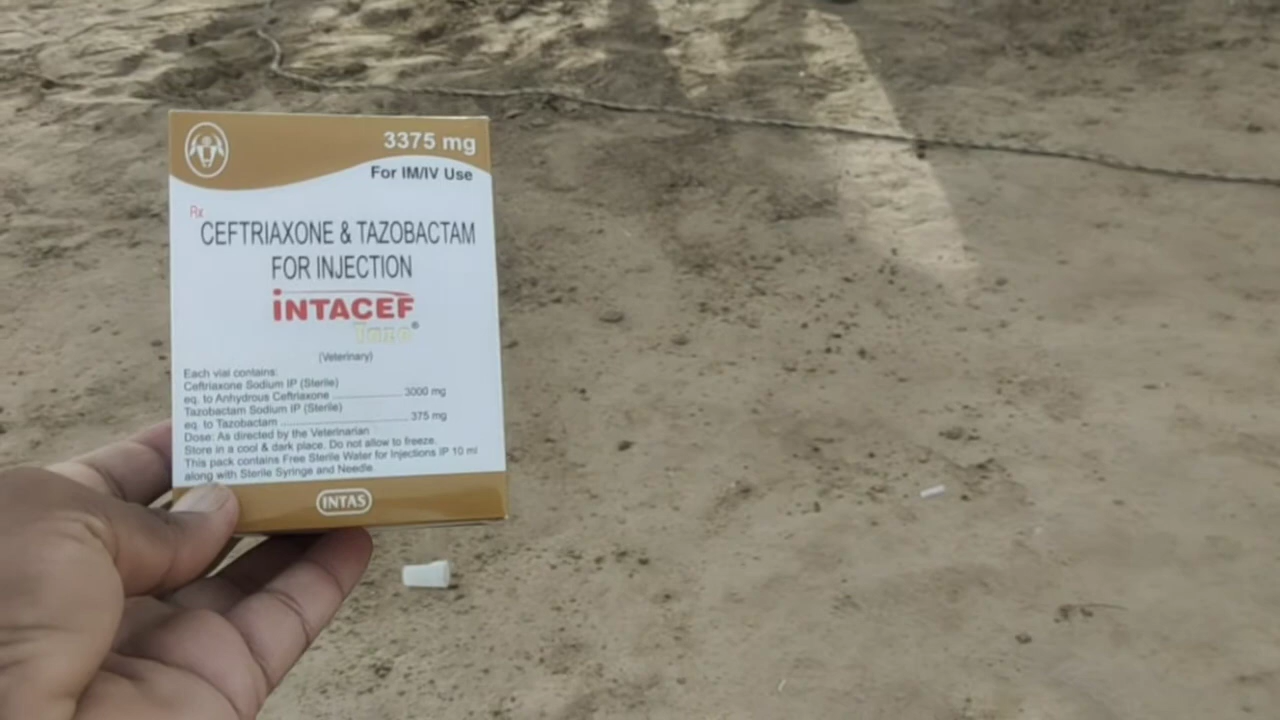 3375 mg
For IM/IV Use
Rx
CEFTRIAXONE & TAZOBACTAM
FOR INJECTION
iNTACEF
Tazo®
(Veterinary)
Each vial contains:
Ceftriaxone Sodium IP (Sterile)
eq. to Anhydrous Ceftriaxone .................... 3000 mg
Tazobactam Sodium IP (Sterile)
eq. to Tazobactam .................................... 375 mg
Dose: As directed by the Veterinarian
Store in a cool & dark place. Do not allow to freeze.
This pack contains Free Sterile Water for Injections IP 10 ml
along with Sterile Syringe and Needle.
INTAS